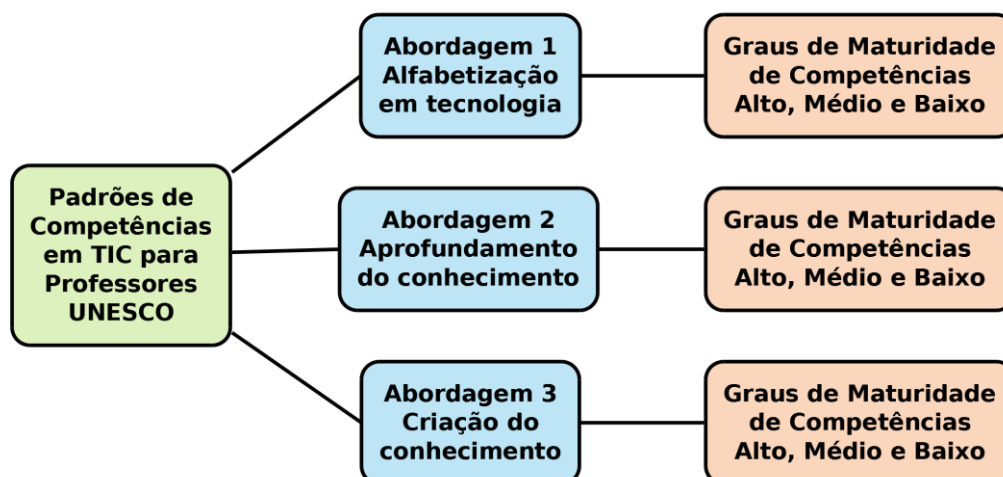 Padrões de
Competências
em TIC para
Professores
UNESCO
Abordagem 1
Alfabetização
em tecnologia
Graus de Maturidade
de Competências
Alto, Médio e Baixo
Abordagem 2
Aprofundamento
do conhecimento
Graus de Maturidade
de Competências
Alto, Médio e Baixo
Abordagem 3
Criação do
conhecimento
Graus de Maturidade
de Competências
Alto, Médio e Baixo